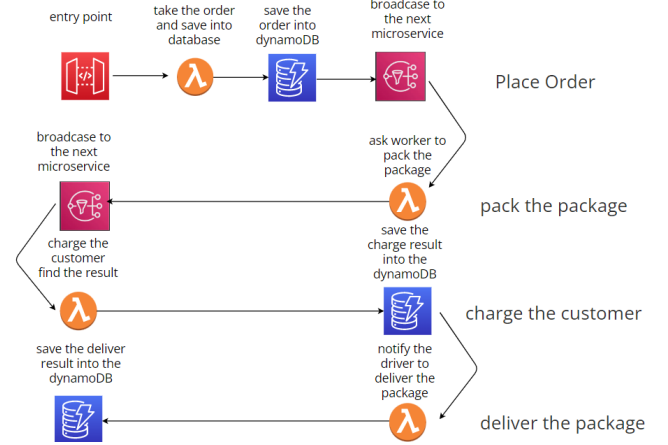 entry point
take the order
and save into
database
save the
order into
dynamoDB
broadcase to
the next
microservice
Place Order
broadcase to
the next
microservice
ask worker to
pack the
package
pack the package
charge the
customer
find the result
save the
charge result
into the
dynamoDB
charge the customer
save the deliver
result into the
dynamoDB
notify the
driver to
deliver the
package
deliver the package